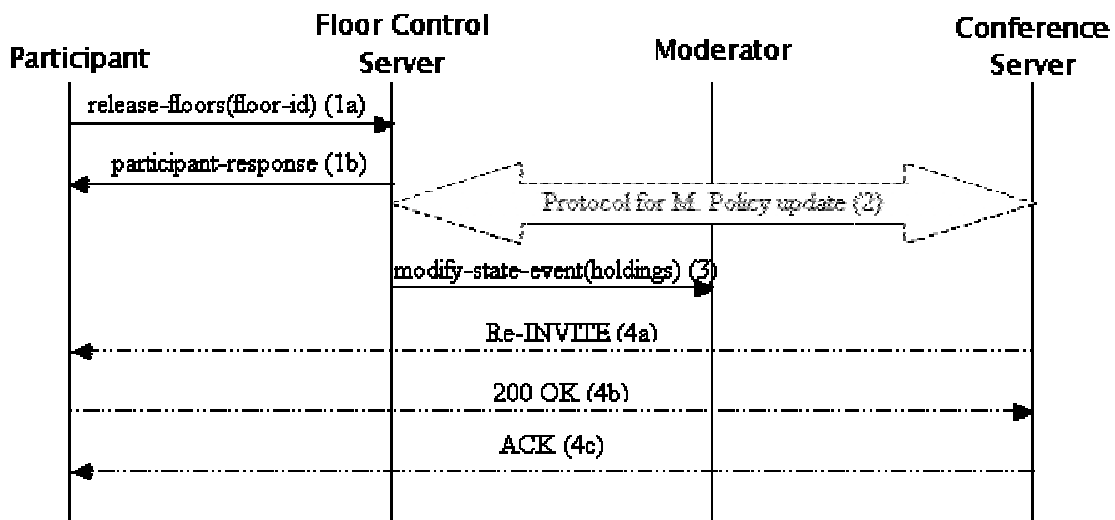 Participant
Floor Control
Server
Moderator
Conference
Server
release-floors(floor-id) (1a)
participant-response (1b)
Protocol for M. Policy update (2)
modify-state-event(holdings) (3)
Re-INVITE (4a)
200 OK (4b)
ACK (4c)